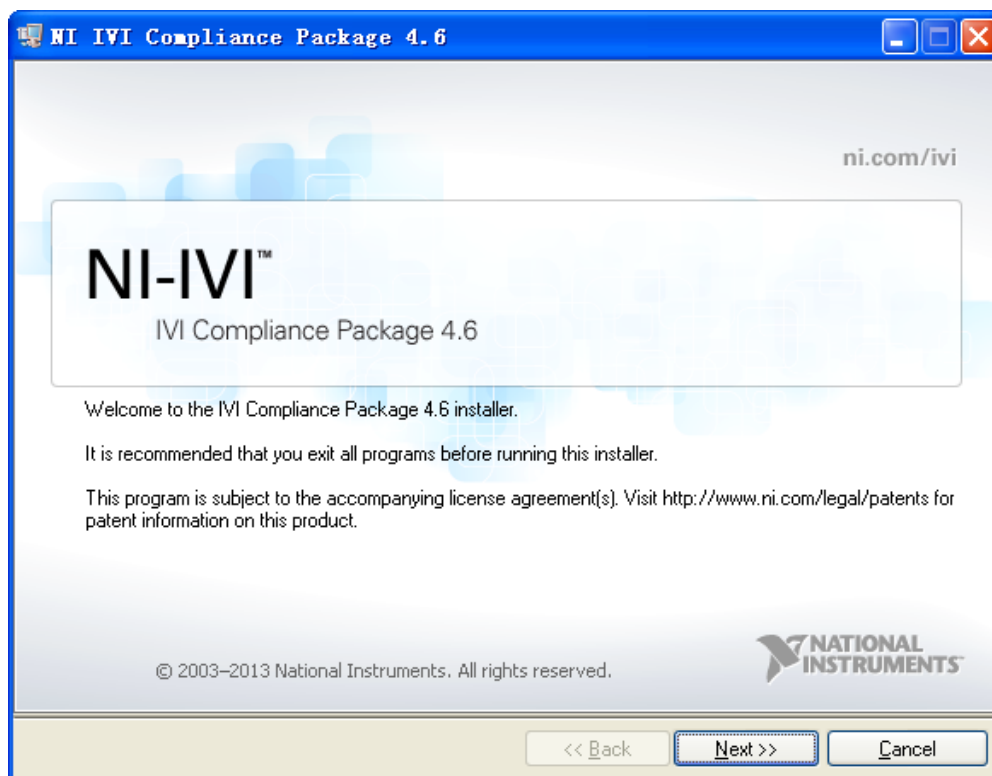 NI IVI Compliance Package 4.6
ni.com/ivi
NI-IVI™
IVI Compliance Package 4.6
Welcome to the IVI Compliance Package 4.6 installer.
It is recommended that you exit all programs before running this installer.
This program is subject to the accompanying license agreement(s). Visit http://www.ni.com/legal/patents for
patent information on this product.
© 2003–2013 National Instruments. All rights reserved.
NATIONAL
INSTRUMENTS™
<< Back
Next >>
Cancel